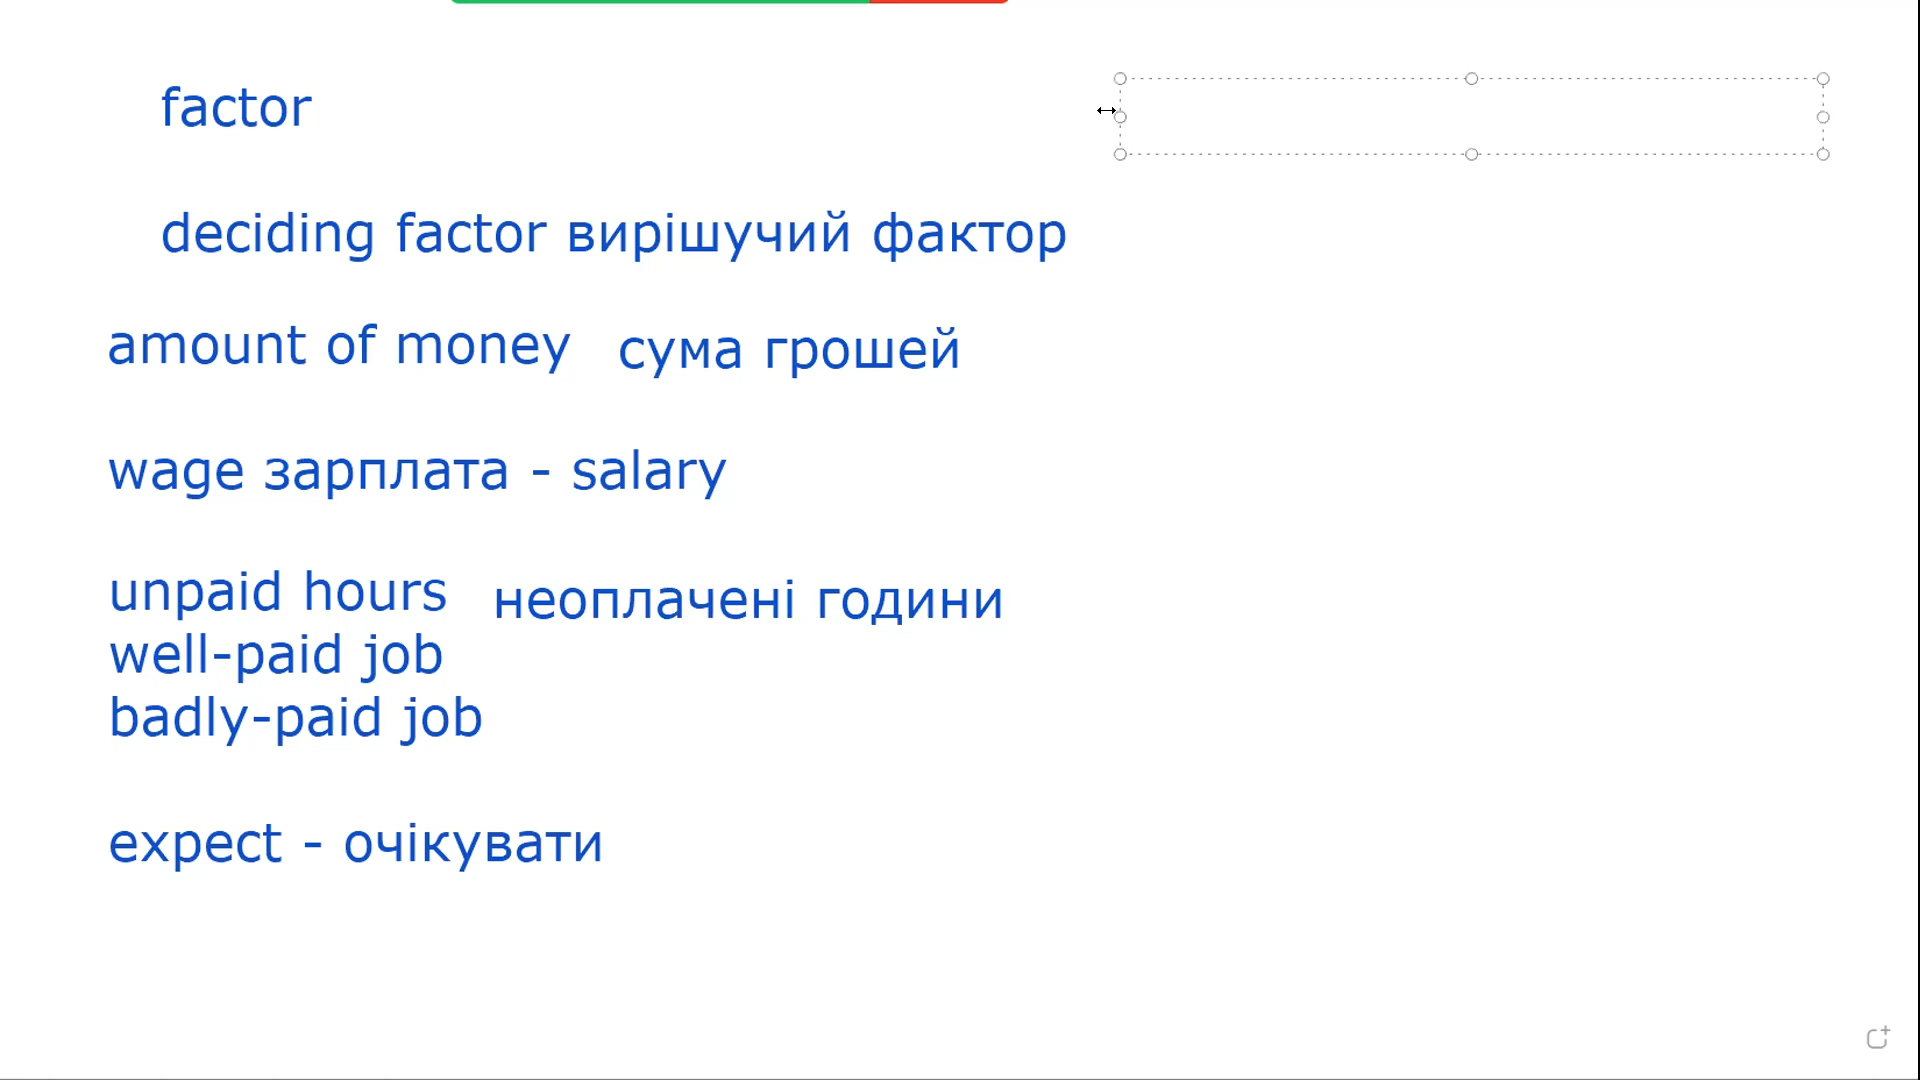 factor
deciding factor вирішучий фактор
amount of money сума грошей
wage зарплата - salary
unpaid hours неоплачені години
well-paid job
badly-paid job
expect - очікувати